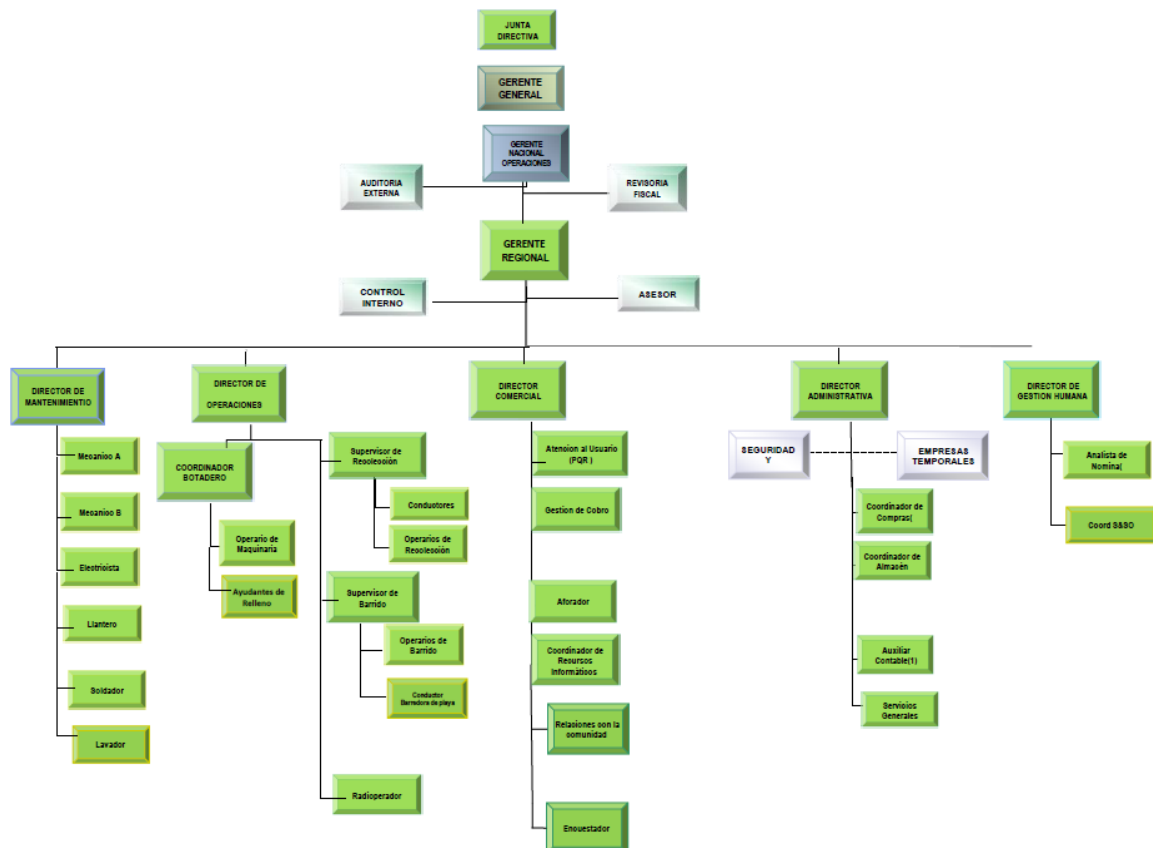 JUNTA
DIRECTIVA
GERENTE
GENERAL
GERENTE
NACIONAL
OPERACIONES
AUDITORIA
EXTERNA
REVISORIA
FISCAL
GERENTE
REGIONAL
CONTROL
INTERNO
ASESOR
DIRECTOR DE
MANTENIMIENTIO
DIRECTOR DE
OPERACIONES
DIRECTOR
COMERCIAL
DIRECTOR
ADMINISTRATIVA
DIRECTOR DE
GESTION HUMANA
Mecanico A
Mecanico B
Electricista
Llantero
Soldador
Lavador
COORDINADOR
BOTADERO
Operario de
Maquinaria
Ayudantes de
Relleno
Supervisor de
Recolección
Conductores
Operarios de
Recolección
Supervisor de
Barrido
Operarios de
Barrido
Conductor
Barredora de playa
Radioperador
Atencion al Usuario
(PQR )
Gestion de Cobro
Aforador
Coordinador de
Recursos
Informáticos
Relaciones con la
comunidad
Encuestador
SEGURIDAD
Y
EMPRESAS
TEMPORALES
Coordinador de
Compras(
Coordinador de
Almacén
Auxiliar
Contable(1)
Servicios
Generales
Analista de
Nomina(
Coord S&SO